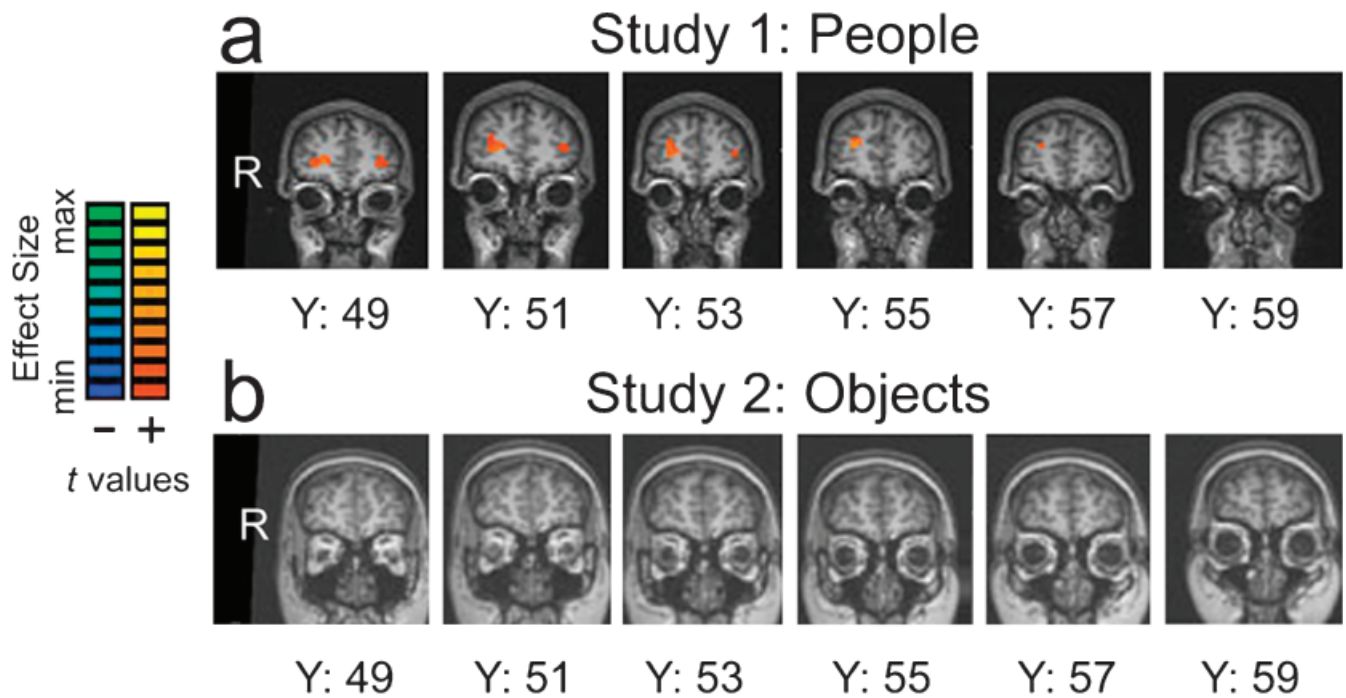 a
Study 1: People
R
Y: 49
Y: 51
Y: 53
Y: 55
Y: 57
Y: 59
Effect Size
max
min
- +
t values
b
Study 2: Objects
R
Y: 49
Y: 51
Y: 53
Y: 55
Y: 57
Y: 59